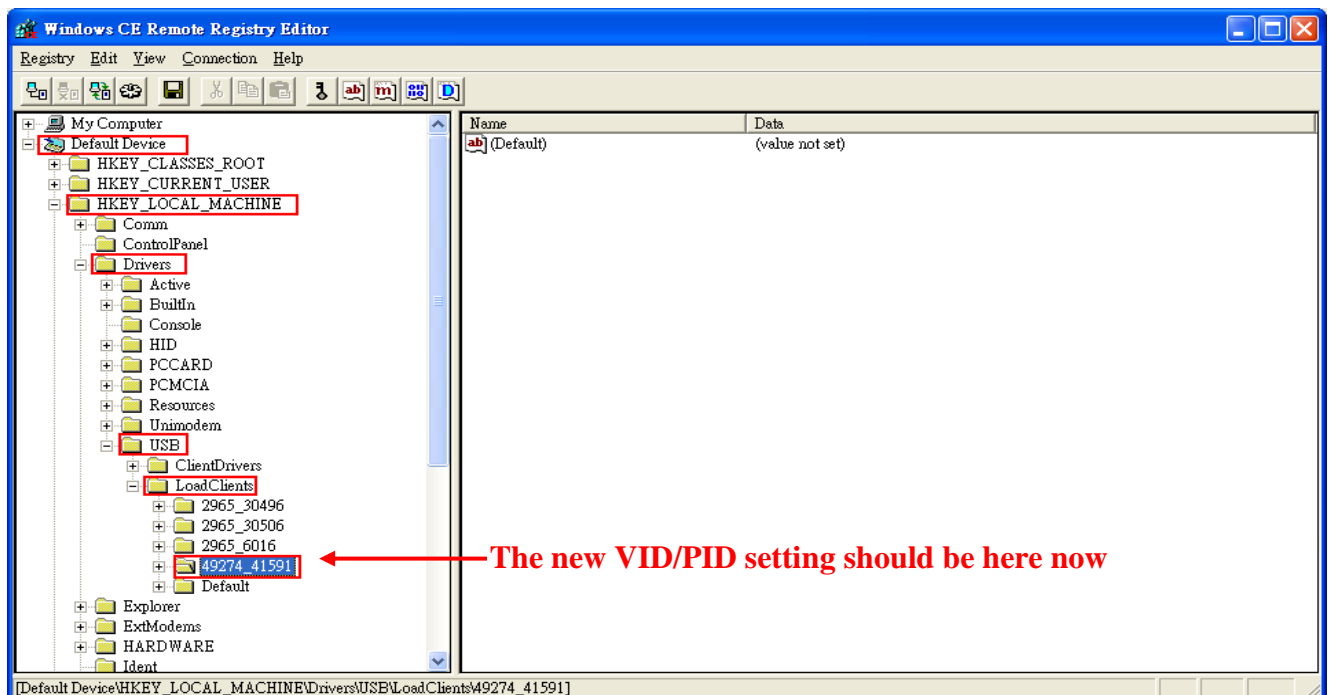 Windows CE Remote Registry Editor
Registry Edit View Connection Help
My Computer
Default Device
HKEY_CLASSES_ROOT
HKEY_CURRENT_USER
HKEY_LOCAL_MACHINE
Comm
ControlPanel
Drivers
Active
BuiltIn
Console
HID
PCCARD
PCMCIA
Resources
Unimodem
USB
ClientDrivers
LoadClients
2965_30496
2965_30506
2965_6016
49274_41591
Default
Explorer
ExtModems
HARDWARE
Ident
Name Data
ab (Default) (value not set)
The new VID/PID setting should be here now
[Default Device\HKEY_LOCAL_MACHINE\Drivers\USB\LoadClients\49274_41591]